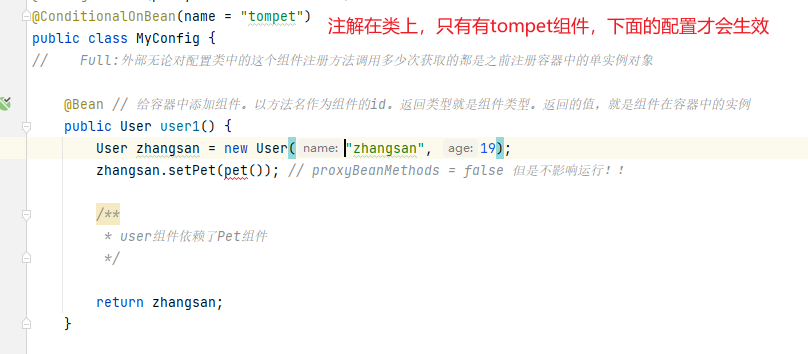 @ConditionalOnBean(name = "tompet")
注解在类上，只有有tompet组件，下面的配置才会生效
public class MyConfig {
//    Full:外部无论对配置类中的这个组件注册方法调用多少次获取的都是之前注册容器中的单实例对象
@Bean // 给容器中添加组件。以方法名作为组件的id。返回类型就是组件类型。返回的值，就是组件在容器中的实例
public User user1() {
User zhangsan = new User( name: "zhangsan", age: 19);
zhangsan.setPet(pet()); // proxyBeanMethods = false 但是不影响运行！！
/**
* user组件依赖了Pet组件
*/
return zhangsan;
}